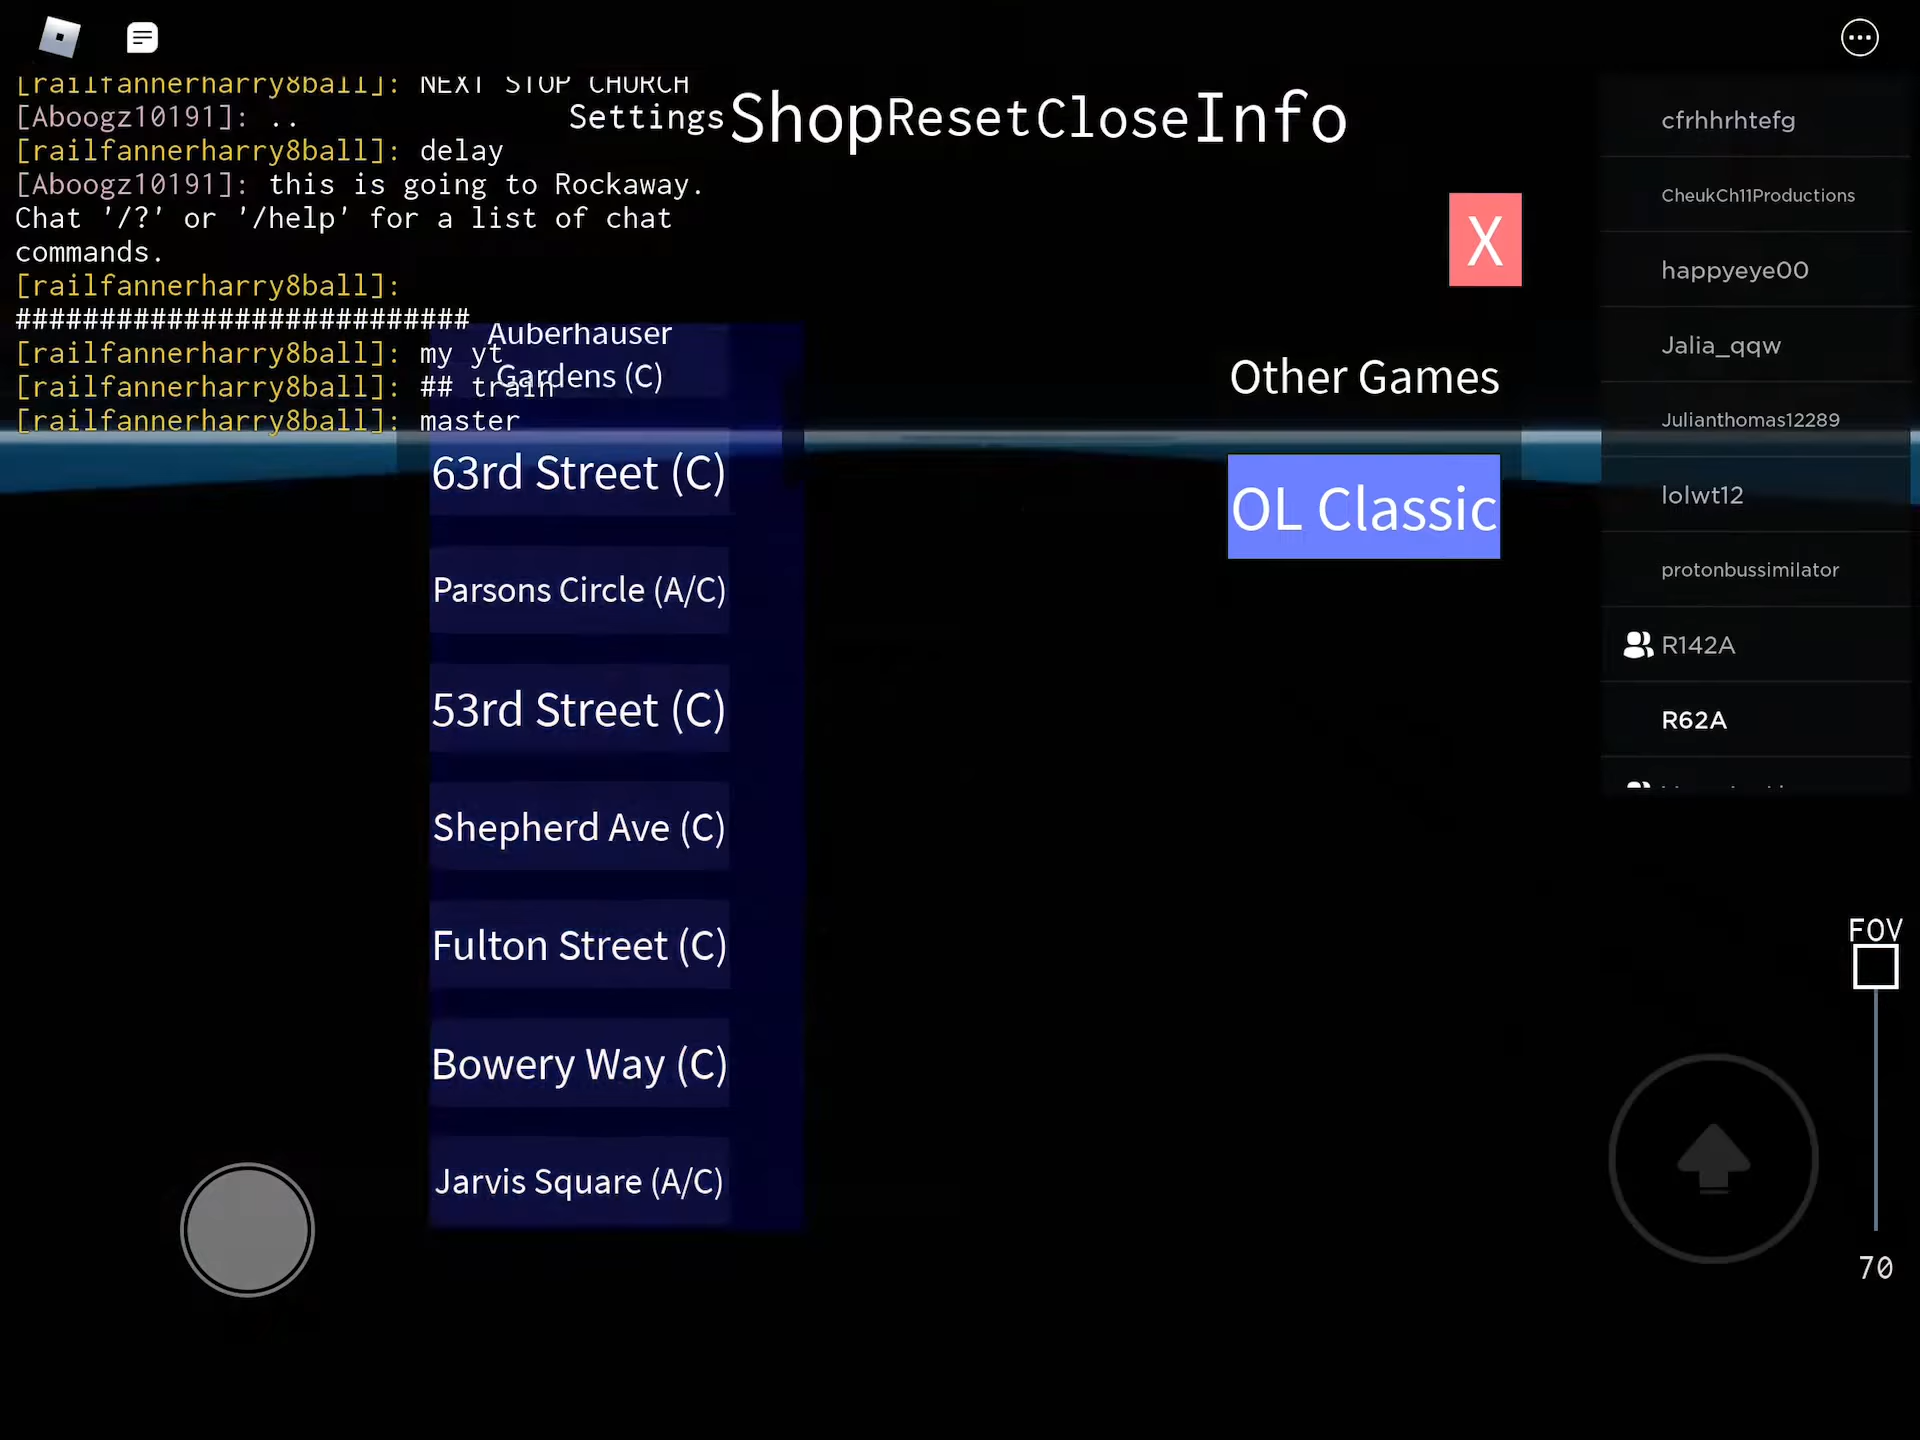 [railfannerharry8ball]: NEXT STOP CHURCH
[Aboogz10191]: ..
[railfannerharry8ball]: delay
[Aboogz10191]: this is going to Rockaway.
Chat '/?' or '/help' for a list of chat
commands.
[railfannerharry8ball]:
###########################
[railfannerharry8ball]: my yt
[railfannerharry8ball]: ## train
[railfannerharry8ball]: master
Settings Shop Reset Close Info
X
Auberhauser
Gardens (C)
63rd Street (C)
Parsons Circle (A/C)
53rd Street (C)
Shepherd Ave (C)
Fulton Street (C)
Bowery Way (C)
Jarvis Square (A/C)
Other Games
OL Classic
cfrhhrhtefg
CheukCh11Productions
happyeye00
Jalia_qqw
Julianthomas12289
lolwt12
protonbussimilator
R142A
R62A
FOV
70